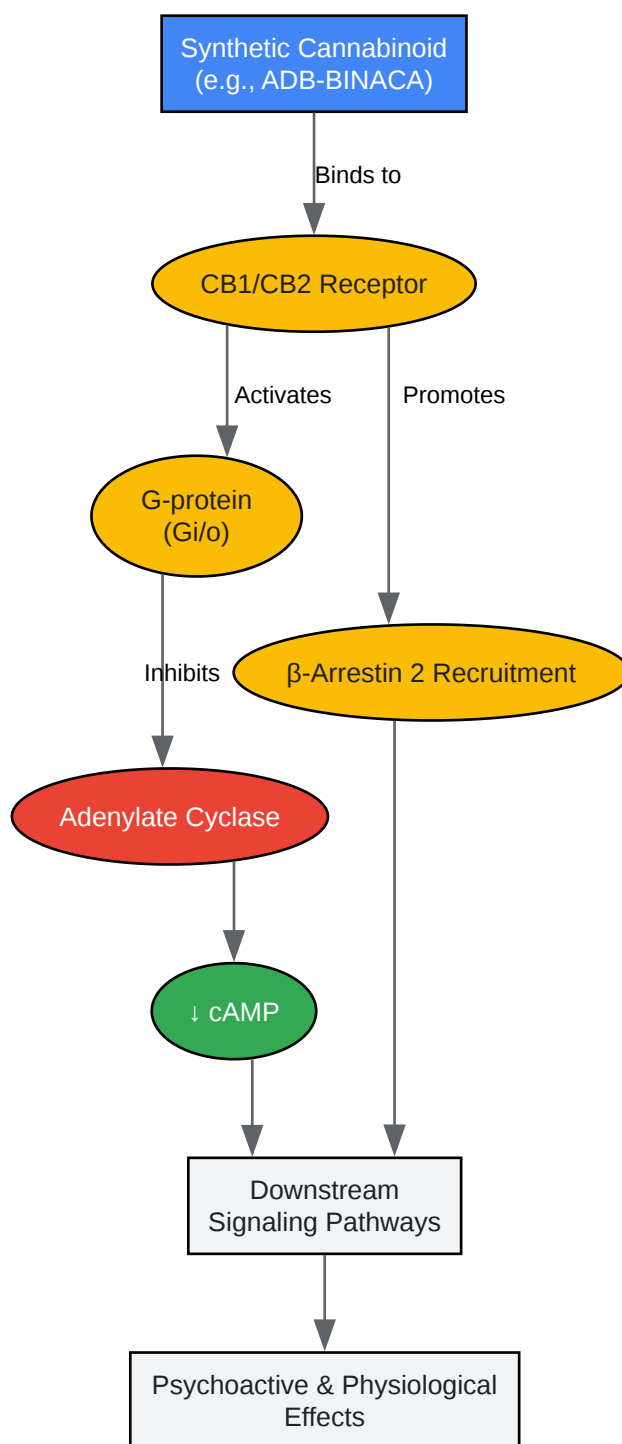 Synthetic Cannabinoid
(e.g., ADB-BINACA)
Binds to
CB1/CB2 Receptor
Activates
Promotes
G-protein
(Gi/o)
Inhibits
β-Arrestin 2 Recruitment
Adenylate Cyclase
↓ cAMP
Downstream
Signaling Pathways
Psychoactive & Physiological
Effects